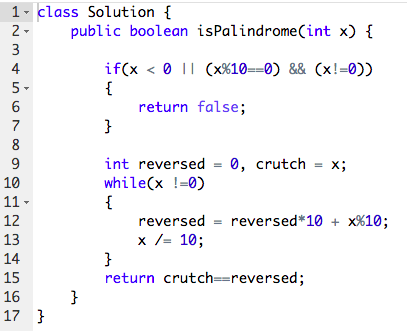 1 class Solution {
2     public boolean isPalindrome(int x) {
3
4         if(x < 0 || (x%10==0) && (x!=0))
5         {
6             return false;
7         }
8
9         int reversed = 0, crutch = x;
10         while(x !=0)
11         {
12             reversed = reversed*10 + x%10;
13             x /= 10;
14         }
15         return crutch==reversed;
16     }
17 }